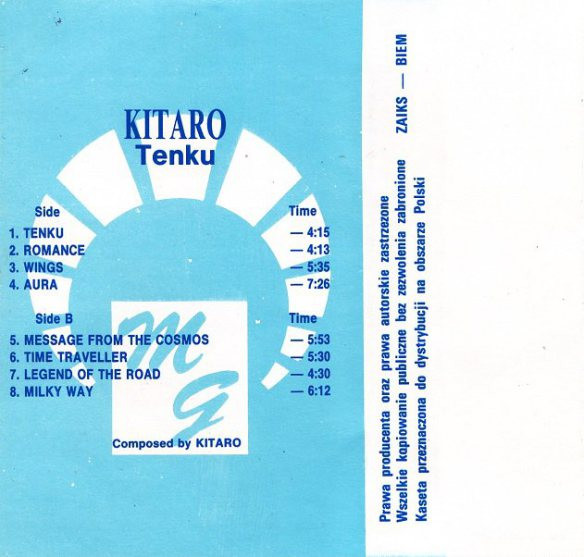 KITARO
Tenku
Side Time
1. TENKU — 4:15
2. ROMANCE — 4:13
3. WINGS — 5:35
4. AURA — 7:26
Side B Time
5. MESSAGE FROM THE COSMOS — 5:53
6. TIME TRAVELLER — 5:30
7. LEGEND OF THE ROAD — 4:30
8. MILKY WAY — 6:12
MG
Composed by KITARO
Prawa producenta oraz prawa autorskie zastrzezone
Wszelkie kopiowanie publiczne bez zezwolenia zabronione ZAIKS — BIEM
Kaseta przeznaczona do dystrybucji na obszarze Polski